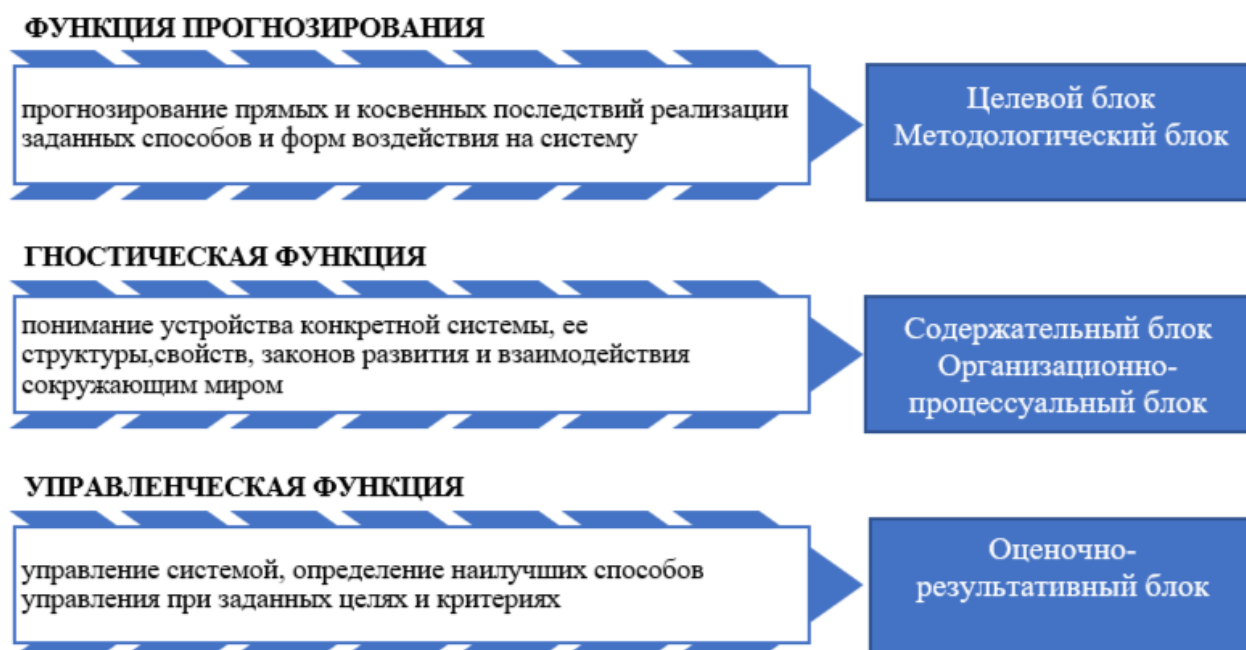 ФУНКЦИЯ ПРОГНОЗИРОВАНИЯ
прогнозирование прямых и косвенных последствий реализации
заданных способов и форм воздействия на систему
Целевой блок
Методологический блок
ГНОСТИЧЕСКАЯ ФУНКЦИЯ
понимание устройства конкретной системы, ее
структуры,свойств, законов развития и взаимодействия
сокружающим миром
Содержательный блок
Организационно-
процессуальный блок
УПРАВЛЕНЧЕСКАЯ ФУНКЦИЯ
управление системой, определение наилучших способов
управления при заданных целях и критериях
Оценочно-
результативный блок